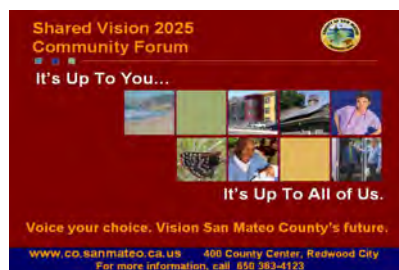 Shared Vision 2025
Community Forum
It's Up To You...
It's Up To All of Us.
Voice your choice. Vision San Mateo County's future.
www.co.sanmateo.ca.us 400 County Center, Redwood City
For more information, call 650 363-4123